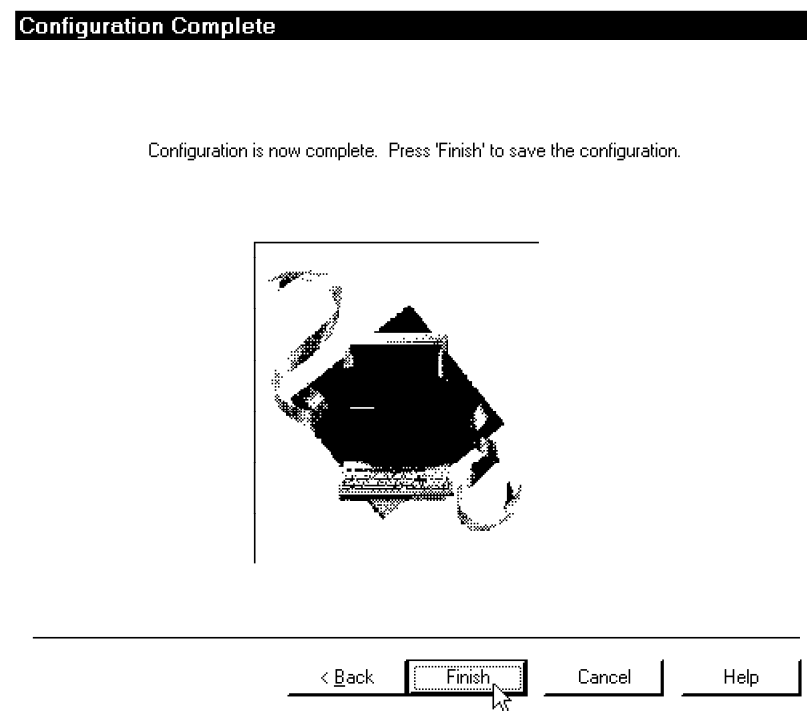 Configuration Complete
Configuration is now complete.  Press 'Finish' to save the configuration.
< Back
Finish
Cancel
Help